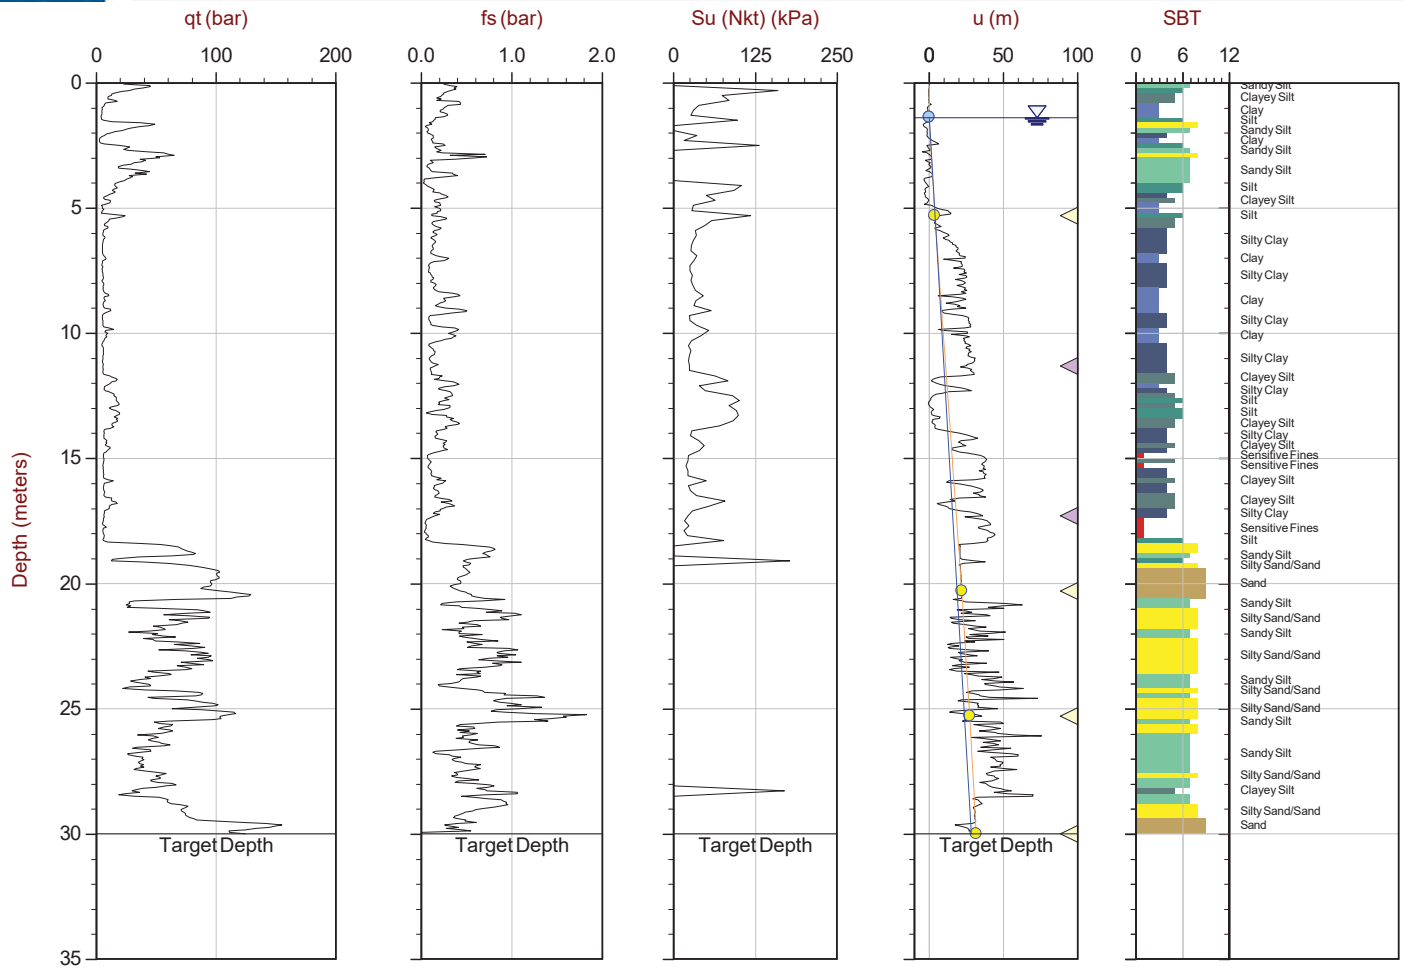 qt (bar) fs (bar) Su (Nkt) (kPa) u (m) SBT
0 100 200 0.0 1.0 2.0 0 125 250 0 50 100 0 6 12
Depth (meters)
0
5
10
15
20
25
30
35
Target Depth Target Depth Target Depth Target Depth
Sandy Silt
Clayey Silt
Clay
Silt
Sandy Silt
Clay
Sandy Silt
Sandy Silt
Silt
Clayey Silt
Silt
Silty Clay
Clay
Silty Clay
Clay
Silty Clay
Clay
Silty Clay
Clayey Silt
Silty Clay
Silt
Silt
Clayey Silt
Silty Clay
Clayey Silt
Sensitive Fines
Sensitive Fines
Clayey Silt
Clayey Silt
Silty Clay
Sensitive Fines
Silt
Sandy Silt
Silty Sand/Sand
Sand
Sandy Silt
Silty Sand/Sand
Sandy Silt
Silty Sand/Sand
Sandy Silt
Silty Sand/Sand
Silty Sand/Sand
Sandy Silt
Sandy Silt
Silty Sand/Sand
Clayey Silt
Silty Sand/Sand
Sand